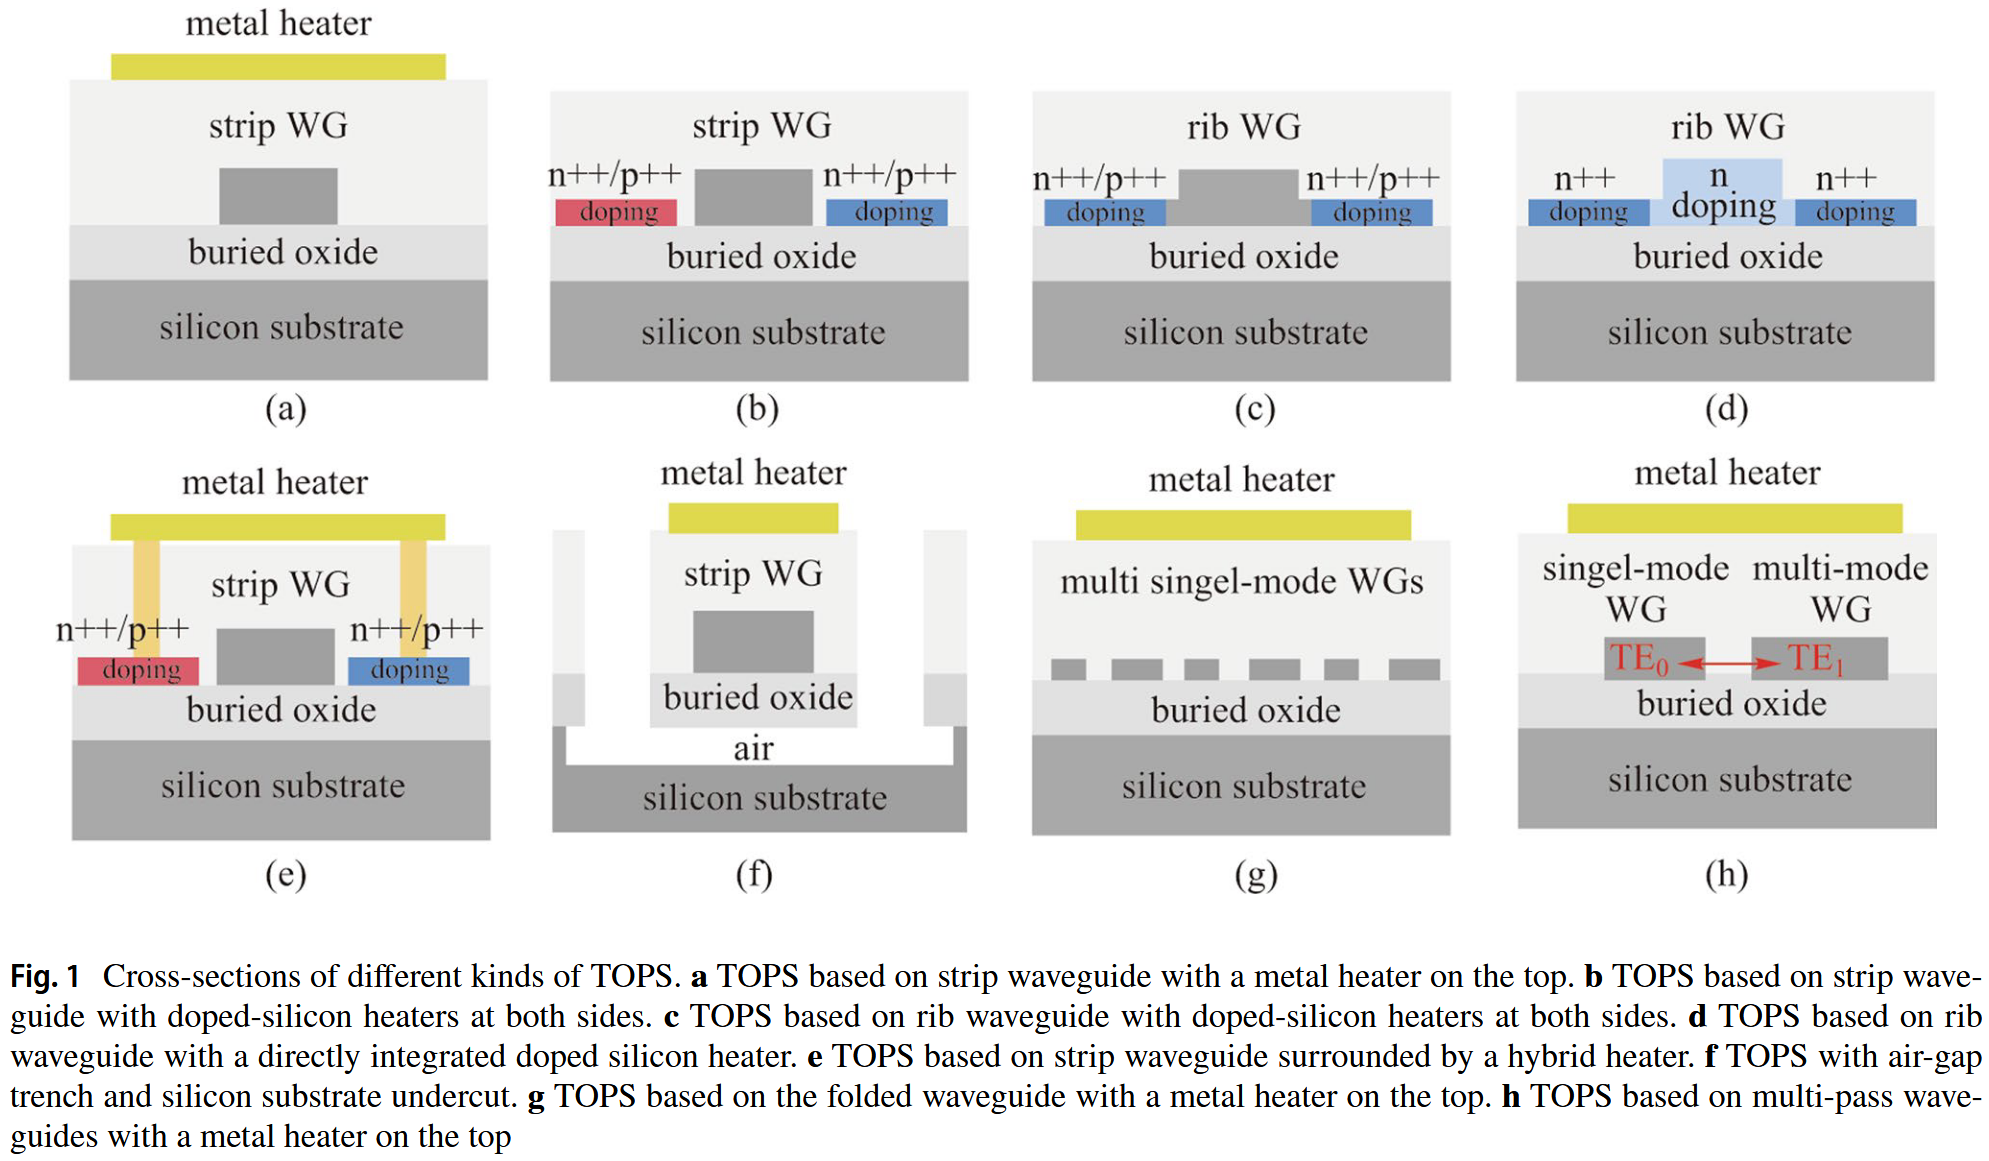 metal heater
strip WG
buried oxide
silicon substrate
(a)
strip WG
n++/p++ n++/p++
doping doping
buried oxide
silicon substrate
(b)
rib WG
n++/p++ n++/p++
doping doping
buried oxide
silicon substrate
(c)
rib WG
n++ n n++
doping doping doping
buried oxide
silicon substrate
(d)
metal heater
strip WG
n++/p++ n++/p++
doping doping
buried oxide
silicon substrate
(e)
metal heater
strip WG
buried oxide
air
silicon substrate
(f)
metal heater
multi singel-mode WGs
buried oxide
silicon substrate
(g)
metal heater
singel-mode multi-mode
WG WG
TE0 TE1
buried oxide
silicon substrate
(h)
Fig. 1 Cross-sections of different kinds of TOPS. a TOPS based on strip waveguide with a metal heater on the top. b TOPS based on strip wave-
guide with doped-silicon heaters at both sides. c TOPS based on rib waveguide with doped-silicon heaters at both sides. d TOPS based on rib
waveguide with a directly integrated doped silicon heater. e TOPS based on strip waveguide surrounded by a hybrid heater. f TOPS with air-gap
trench and silicon substrate undercut. g TOPS based on the folded waveguide with a metal heater on the top. h TOPS based on multi-pass wave-
guides with a metal heater on the top